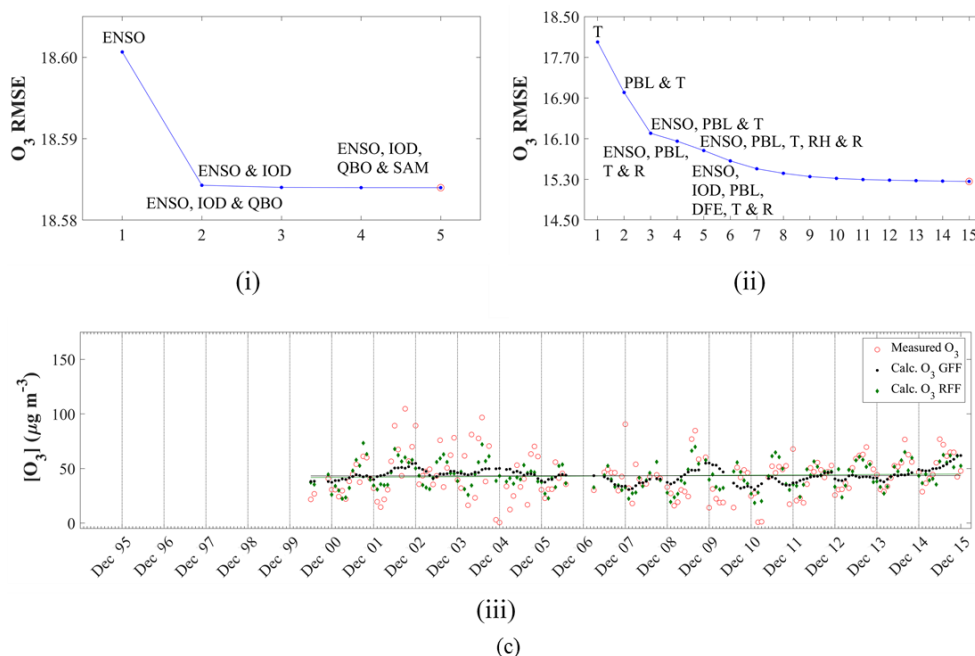 O3 RMSE
18.60
18.59
18.58
ENSO
ENSO & IOD
ENSO, IOD & QBO
ENSO, IOD,
QBO & SAM
1 2 3 4 5
(i)
O3 RMSE
18.50
17.70
16.90
16.10
15.30
14.50
T
PBL & T
ENSO, PBL & T
ENSO, PBL,
T & R
ENSO, PBL, T, RH & R
ENSO,
IOD, PBL,
DFE, T & R
1 2 3 4 5 6 7 8 9 10 11 12 13 14 15
(ii)
[O3] (µg m-3)
150
100
50
0
Measured O3
Calc. O3 GFF
Calc. O3 RFF
Dec 95 Dec 96 Dec 97 Dec 98 Dec 99 Dec 00 Dec 01 Dec 02 Dec 03 Dec 04 Dec 05 Dec 06 Dec 07 Dec 08 Dec 09 Dec 10 Dec 11 Dec 12 Dec 13 Dec 14 Dec 15
(iii)
(c)